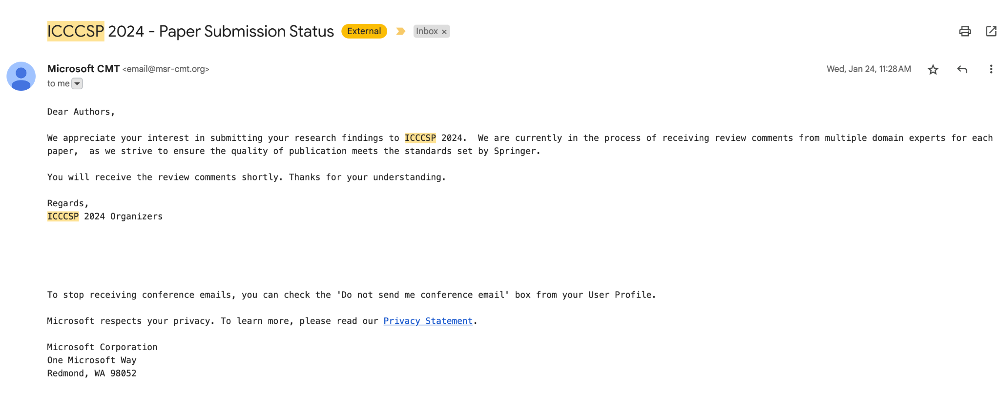 ICCCSP 2024 - Paper Submission Status External Inbox ×
Microsoft CMT <email@msr-cmt.org> Wed, Jan 24, 11:28 AM
to me
Dear Authors,
We appreciate your interest in submitting your research findings to ICCCSP 2024.  We are currently in the process of receiving review comments from multiple domain experts for each
paper,  as we strive to ensure the quality of publication meets the standards set by Springer.
You will receive the review comments shortly. Thanks for your understanding.
Regards,
ICCCSP 2024 Organizers
To stop receiving conference emails, you can check the 'Do not send me conference email' box from your User Profile.
Microsoft respects your privacy. To learn more, please read our Privacy Statement.
Microsoft Corporation
One Microsoft Way
Redmond, WA 98052